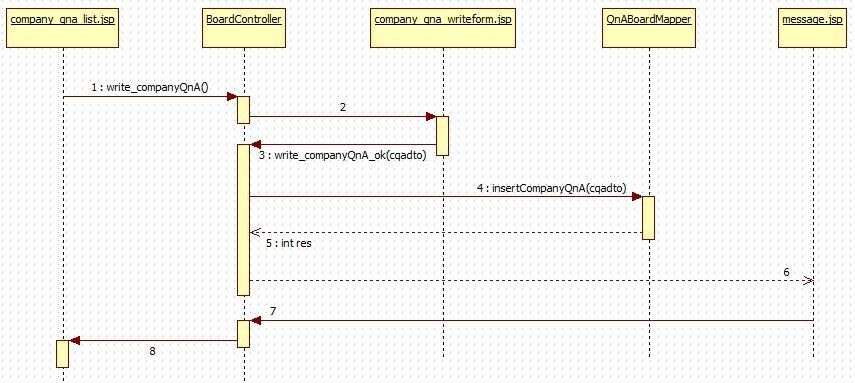 company_qna_list.jsp
BoardController
company_qna_writeform.jsp
QnABoardMapper
message.jsp
1 : write_companyQnA()
2
3 : write_companyQnA_ok(cqadto)
4 : insertCompanyQnA(cqadto)
5 : int res
6
7
8